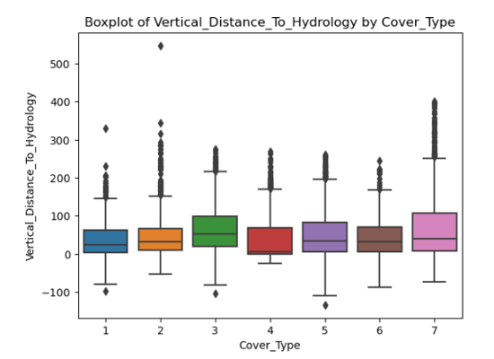 Boxplot of Vertical_Distance_To_Hydrology by Cover_Type
Vertical_Distance_To_Hydrology
500
400
300
200
100
0
−100
1 2 3 4 5 6 7
Cover_Type